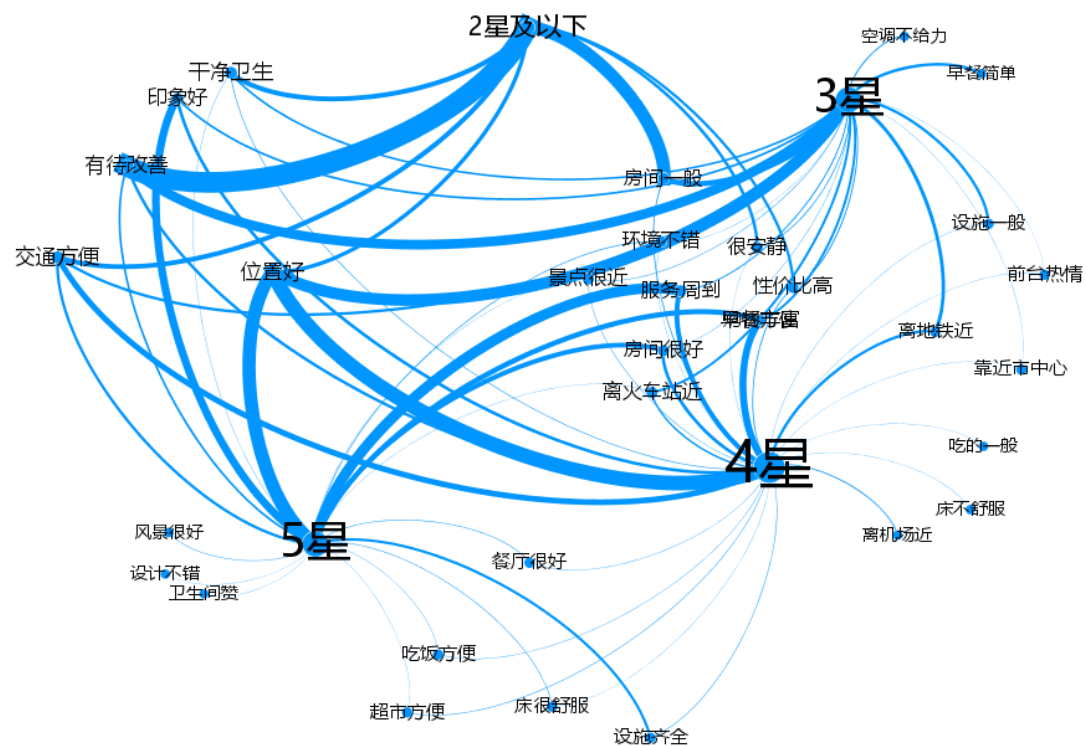 2星及以下
空调不给力
干净卫生
早餐简单
印象好
3星
有待改善
房间一般
设施一般
环境不错
很安静
交通方便
位置好
景点很近
前台热情
服务周到
性价比高
离地铁近
房间很好
靠近市中心
离火车站近
吃的一般
4星
床不舒服
风景很好
5星
离机场近
餐厅很好
设计不错
卫生间赞
吃饭方便
超市方便
床很舒服
设施齐全